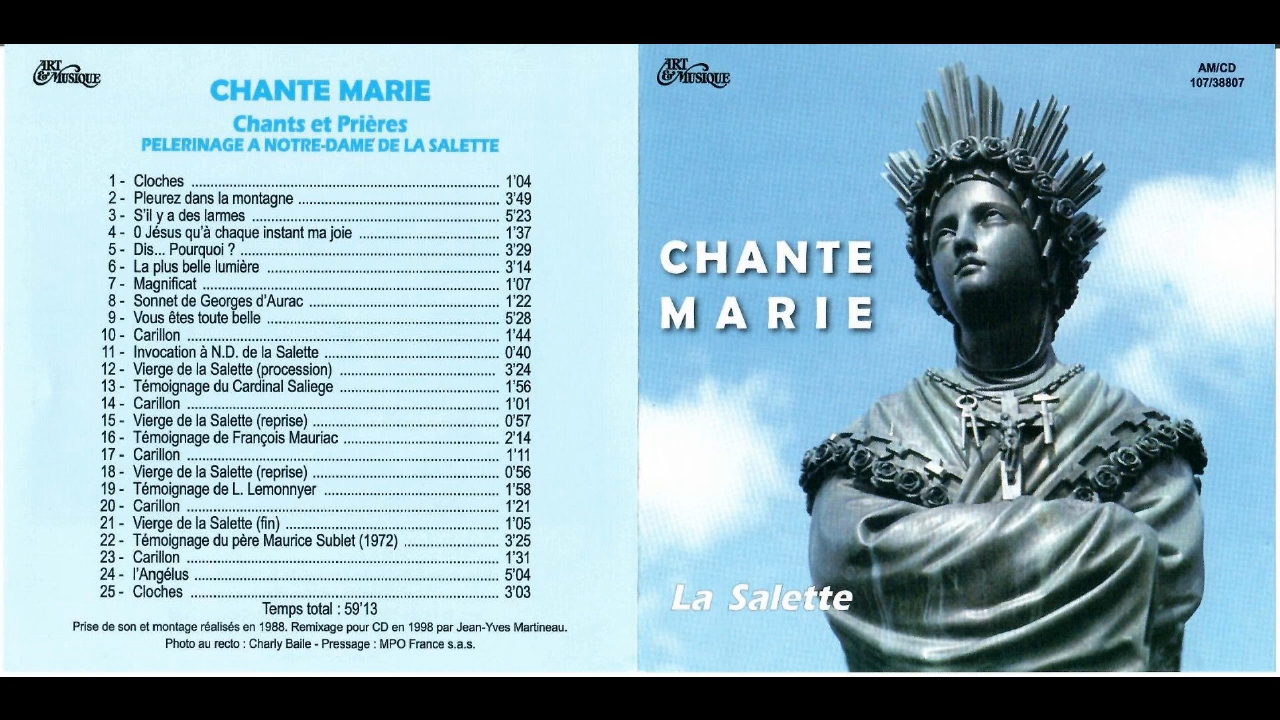 ART
& MUSIQUE
CHANTE MARIE
Chants et Prières
PELERINAGE A NOTRE-DAME DE LA SALETTE
1 - Cloches ........ 1'04
2 - Pleurez dans la montagne ........ 3'49
3 - S'il y a des larmes ........ 5'23
4 - 0 Jésus qu'à chaque instant ma joie ........ 1'37
5 - Dis... Pourquoi ? ........ 3'29
6 - La plus belle lumière ........ 3'14
7 - Magnificat ........ 1'07
8 - Sonnet de Georges d'Aurac ........ 1'22
9 - Vous êtes toute belle ........ 5'28
10 - Carillon ........ 1'44
11 - Invocation à N.D. de la Salette ........ 0'40
12 - Vierge de la Salette (procession) ........ 3'24
13 - Témoignage du Cardinal Saliege ........ 1'56
14 - Carillon ........ 1'01
15 - Vierge de la Salette (reprise) ........ 0'57
16 - Témoignage de François Mauriac ........ 2'14
17 - Carillon ........ 1'11
18 - Vierge de la Salette (reprise) ........ 0'56
19 - Témoignage de L. Lemonnyer ........ 1'58
20 - Carillon ........ 1'21
21 - Vierge de la Salette (fin) ........ 1'05
22 - Témoignage du père Maurice Sublet (1972) ........ 3'25
23 - Carillon ........ 1'31
24 - l'Angélus ........ 5'04
25 - Cloches ........ 3'03
Temps total : 59'13
Prise de son et montage réalisés en 1988. Remixage pour CD en 1998 par Jean-Yves Martineau.
Photo au recto : Charly Baile - Pressage : MPO France s.a.s.
ART
& MUSIQUE
AM/CD
107/38807
CHANTE
MARIE
La Salette